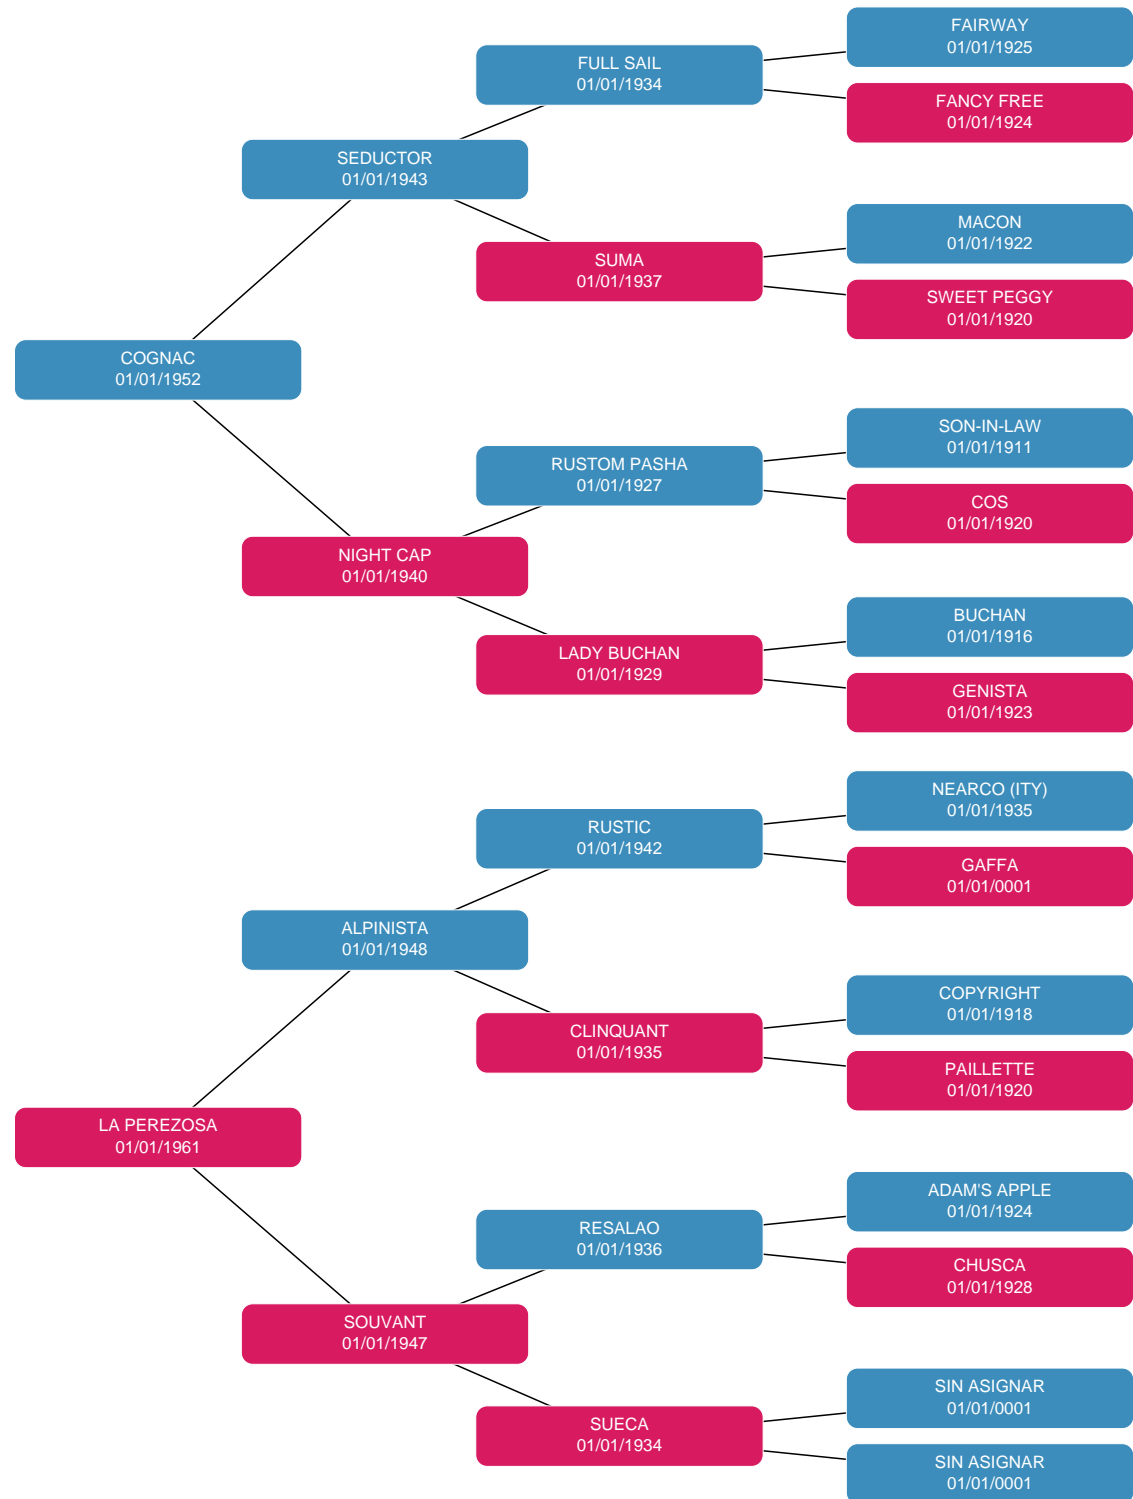 FAIRWAY
01/01/1925
FULL SAIL
01/01/1934
FANCY FREE
01/01/1924
SEDUCTOR
01/01/1943
MACON
01/01/1922
SUMA
01/01/1937
SWEET PEGGY
01/01/1920
COGNAC
01/01/1952
SON-IN-LAW
01/01/1911
RUSTOM PASHA
01/01/1927
COS
01/01/1920
NIGHT CAP
01/01/1940
BUCHAN
01/01/1916
LADY BUCHAN
01/01/1929
GENISTA
01/01/1923
NEARCO (ITY)
01/01/1935
RUSTIC
01/01/1942
GAFFA
01/01/0001
ALPINISTA
01/01/1948
COPYRIGHT
01/01/1918
CLINQUANT
01/01/1935
PAILLETTE
01/01/1920
LA PEREZOSA
01/01/1961
ADAM'S APPLE
01/01/1924
RESALAO
01/01/1936
CHUSCA
01/01/1928
SOUVANT
01/01/1947
SIN ASIGNAR
01/01/0001
SUECA
01/01/1934
SIN ASIGNAR
01/01/0001